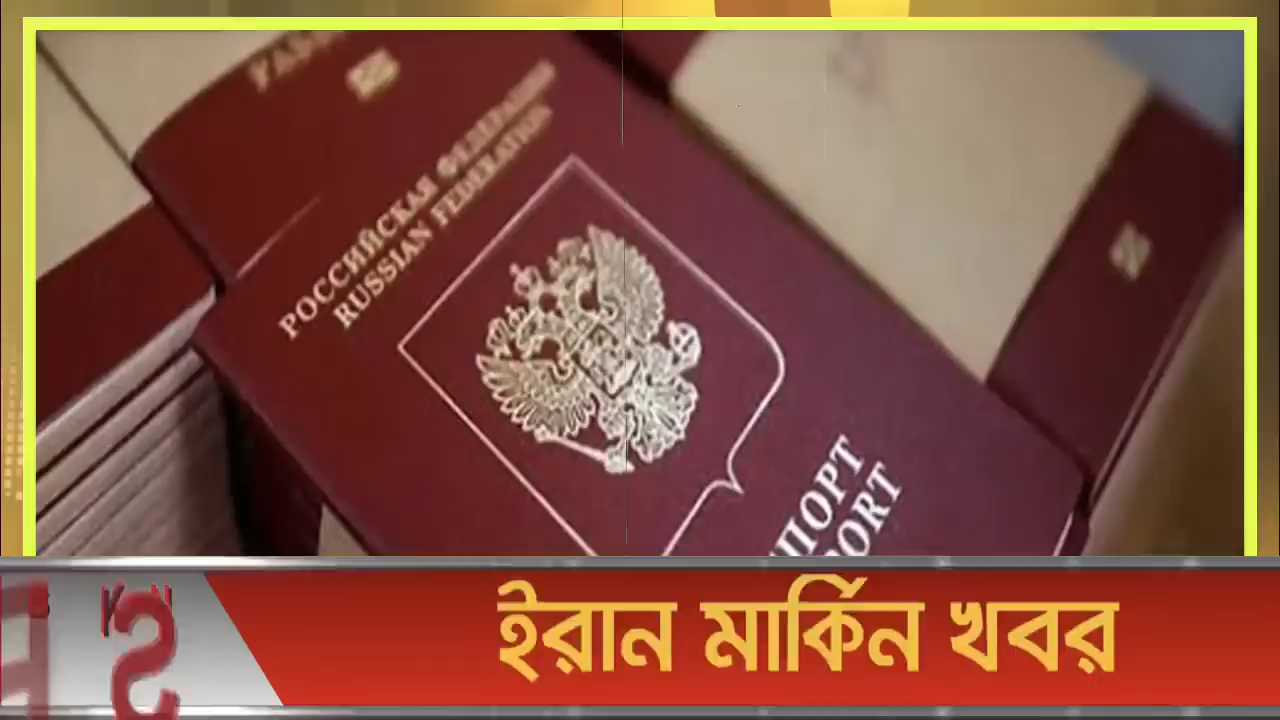 РОССИЙСКАЯ ФЕДЕРАЦИЯ
RUSSIAN FEDERATION
ইরান মার্কিন খবর